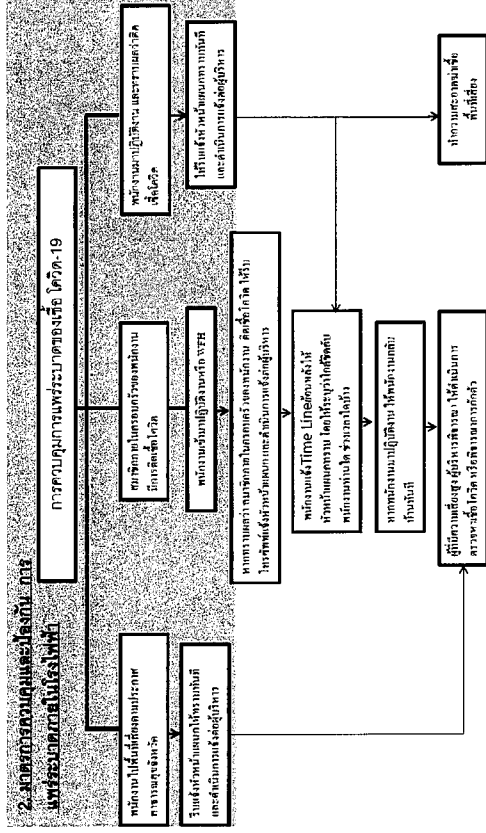 2. มาตรการควบคุมและป้องกัน การ
แพร่ระบาดภายในโรงไฟฟ้า
การควบคุมการแพร่ระบาดของเชื้อ โควิด-19
พนักงานไปพื้นที่เสี่ยงตามประกาศ
สาธารณสุขจังหวัด
รีบแจ้งหัวหน้าแผนกให้ทราบทันที
และดำเนินการแจ้งต่อผู้บริหาร
สมาชิกภายในครอบครัวของพนักงาน
มีการติดเชื้อโควิด
พนักงานเข้ามาปฏิบัติงานหรือ WFH
หากทราบผลว่า สมาชิกภายในครอบครัวของพนักงาน ติดเชื้อโควิด ให้รีบ
โทรศัพท์แจ้งหัวหน้าแผนก และดำเนินการแจ้งต่อผู้บริหาร
พนักงานแจ้งTime Lineย้อนหลังให้
หัวหน้าแผนกทราบ โดยให้ระบุว่าใกล้ชิดกับ
พนักงานท่านใด ช่วงเวลาใดบ้าง
หากพนักงานมาปฏิบัติงาน ให้พนักงานกลับ
บ้านทันที
ผู้ที่มีความเสี่ยงสูง ผู้บริหารพิจารณา ให้ดำเนินการ
ตรวจหาเชื้อโควิด หรือพิจารณาการกักตัว
พนักงานมาปฏิบัติงาน และทราบผลว่าติด
เชื้อโควิด
ให้รีบแจ้งหัวหน้าแผนกทราบทันที
และดำเนินการแจ้งต่อผู้บริหาร
ทำความสะอาดฆ่าเชื้อ
พื้นที่เสี่ยง